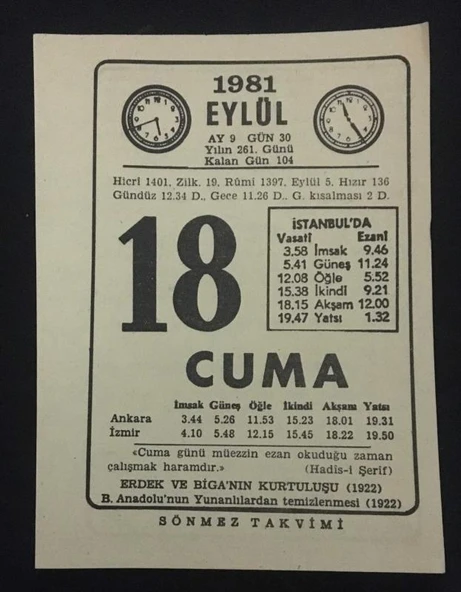 1981
EYLÜL
AY 9 GÜN 30
Yılın 261. Günü
Kalan Gün 104
Hicri 1401, Zilk. 19, Rûmi 1397, Eylül 5, Hızır 136
Gündüz 12.34 D., Gece 11.26 D., G. kısalması 2 D.
18
İSTANBUL'DA
Vasatî Ezanî
3.58 İmsak 9.46
5.41 Güneş 11.24
12.08 Öğle 5.52
15.38 İkindi 9.21
18.15 Akşam 12.00
19.47 Yatsı 1.32
CUMA
İmsak Güneş Öğle İkindi Akşam Yatsı
Ankara 3.44 5.26 11.53 15.23 18.01 19.31
İzmir 4.10 5.48 12.15 15.45 18.22 19.50
«Cuma günü müezzin ezan okuduğu zaman
çalışmak haramdır.» (Hadis-i Şerif)
ERDEK VE BİGA'NIN KURTULUŞU (1922)
B. Anadolu'nun Yunanlılardan temizlenmesi (1922)
SÖNMEZ TAKVİMİ